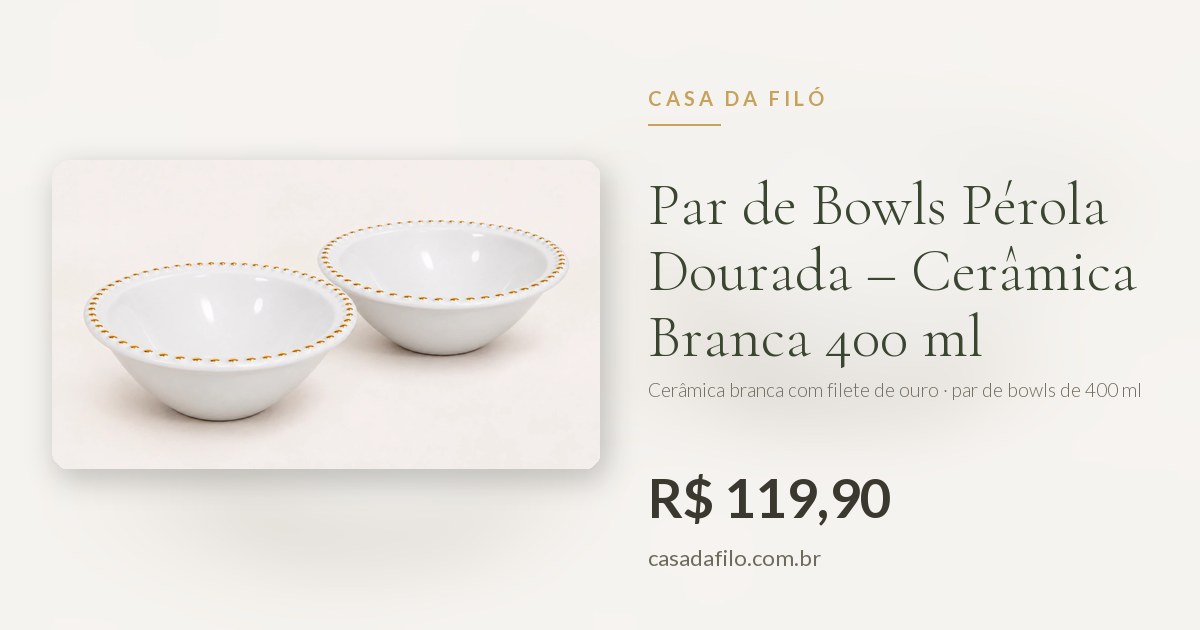 CASA DA FILÓ
Par de Bowls Pérola
Dourada – Cerâmica
Branca 400 ml
Cerâmica branca com filete de ouro · par de bowls de 400 ml
R$ 119,90
casadafilo.com.br